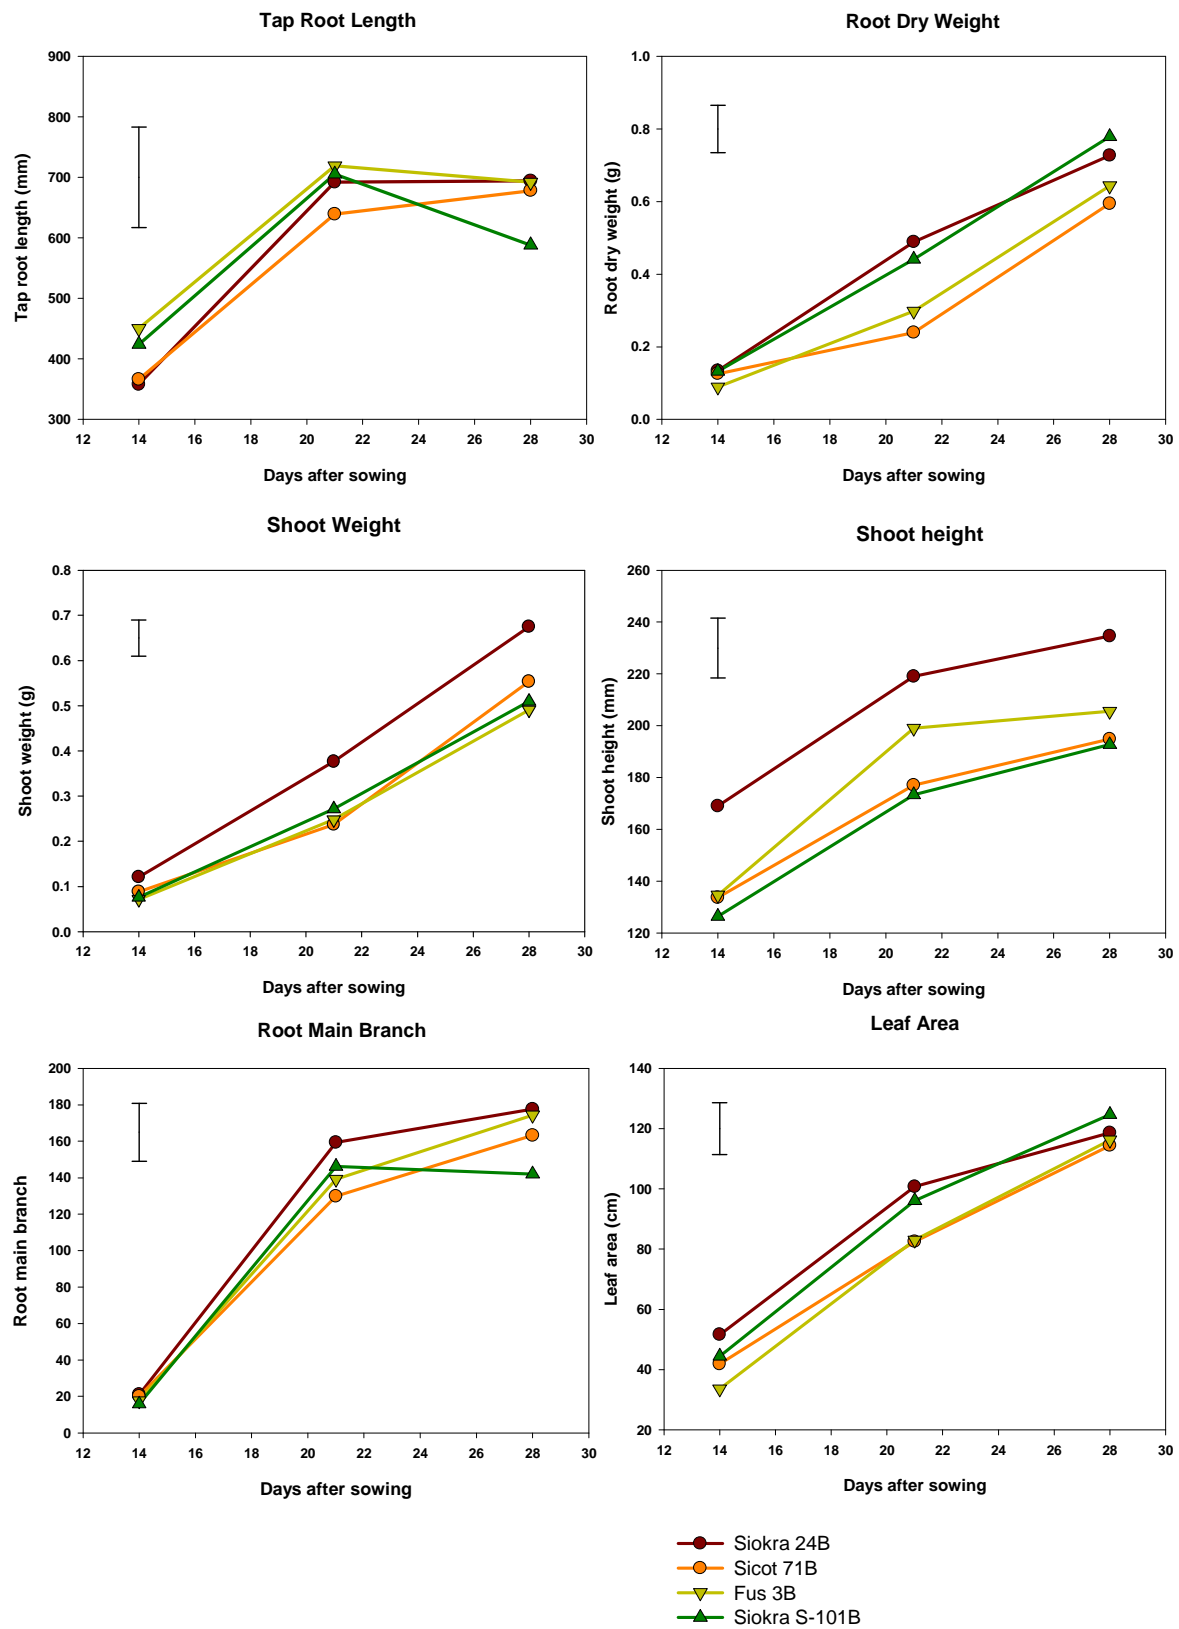 Tap Root Length
900
800
700
600
500
400
300
Tap root length (mm)
12 14 16 18 20 22 24 26 28 30
Days after sowing
Root Dry Weight
1.0
0.8
0.6
0.4
0.2
0.0
Root dry weight (g)
12 14 16 18 20 22 24 26 28 30
Days after sowing
Shoot Weight
0.8
0.7
0.6
0.5
0.4
0.3
0.2
0.1
0.0
Shoot weight (g)
12 14 16 18 20 22 24 26 28 30
Days after sowing
Shoot height
260
240
220
200
180
160
140
120
Shoot height (mm)
12 14 16 18 20 22 24 26 28 30
Days after sowing
Root Main Branch
200
180
160
140
120
100
80
60
40
20
0
Root main branch
12 14 16 18 20 22 24 26 28 30
Days after sowing
Leaf Area
140
120
100
80
60
40
20
Leaf area (cm)
12 14 16 18 20 22 24 26 28 30
Days after sowing
Siokra 24B
Sicot 71B
Fus 3B
Siokra S-101B